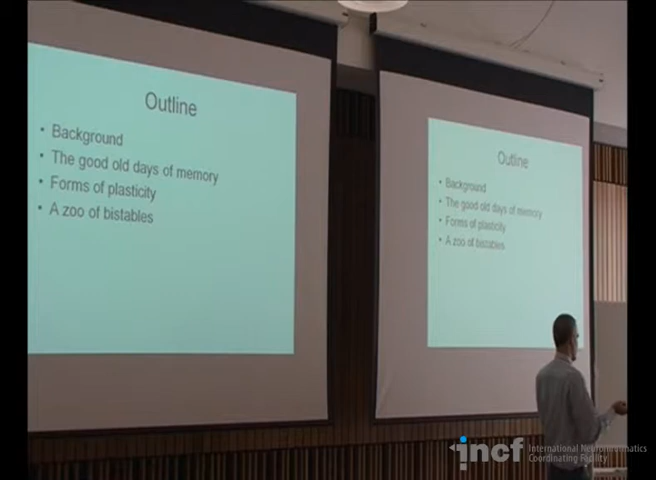 Outline
• Background
• The good old days of memory
• Forms of plasticity
• A zoo of bistables
Outline
• Background
• The good old days of memory
• Forms of plasticity
• A zoo of bistables
incf
International Neuroinformatics
Coordinating Facility